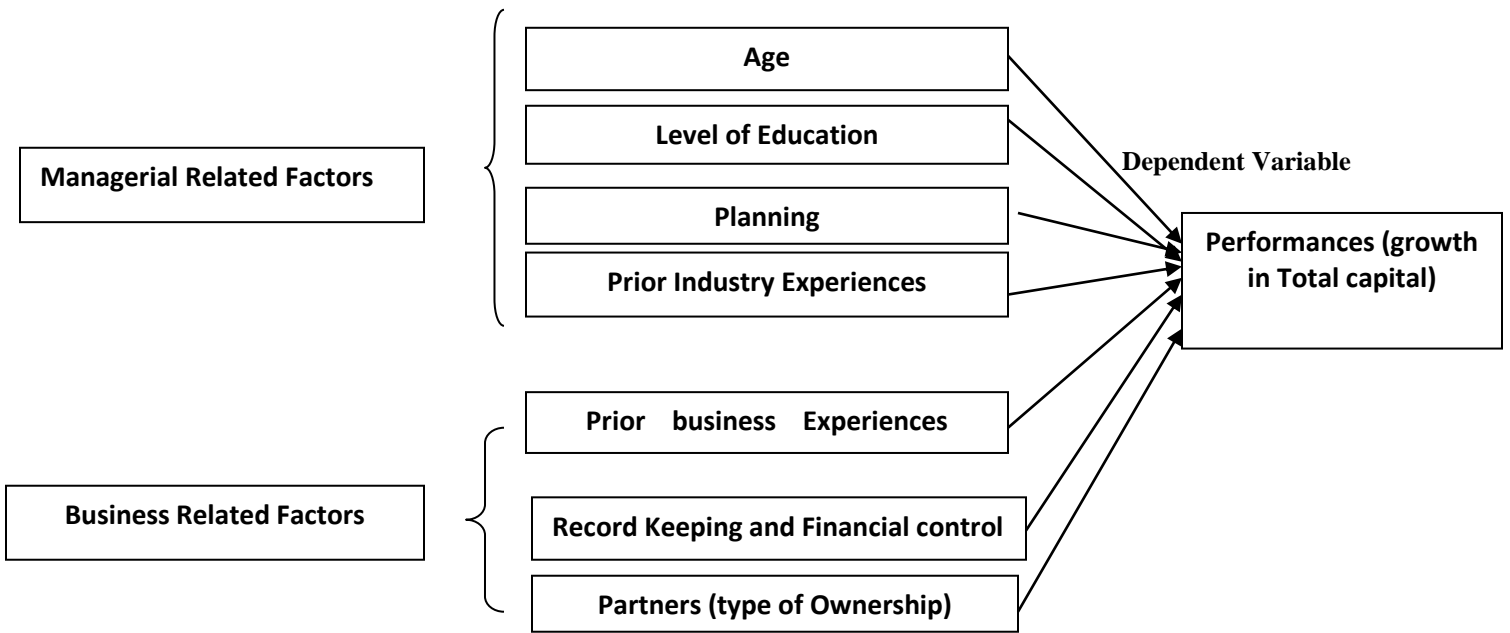 Age
Level of Education
Managerial Related Factors
Planning
Prior Industry Experiences
Dependent Variable
Performances (growth
in Total capital)
Prior business Experiences
Business Related Factors
Record Keeping and Financial control
Partners (type of Ownership)